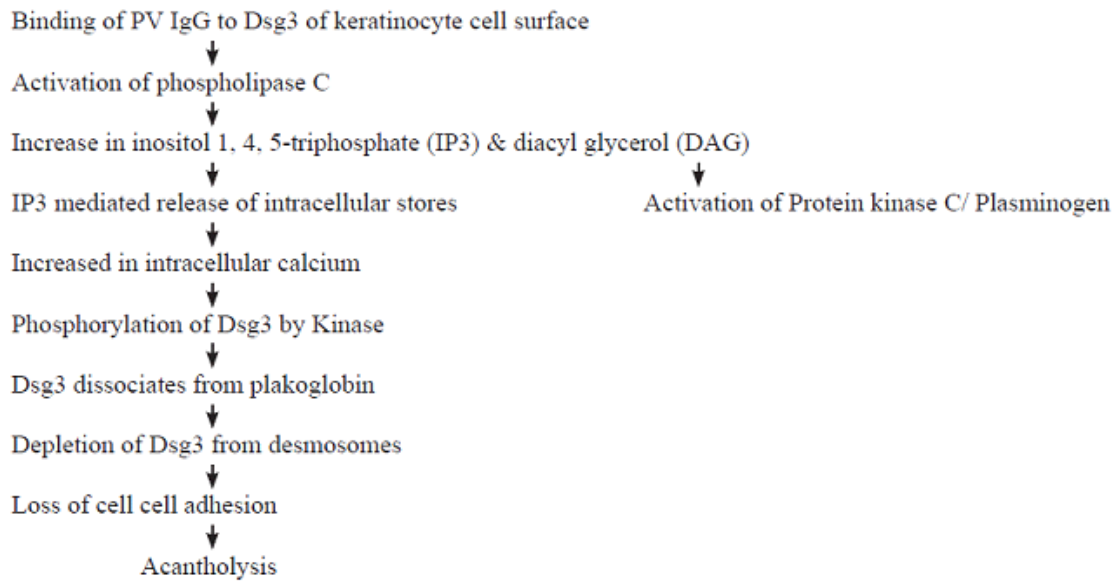 Binding of PV IgG to Dsg3 of keratinocyte cell surface
Activation of phospholipase C
Increase in inositol 1, 4, 5-triphosphate (IP3) & diacyl glycerol (DAG)
IP3 mediated release of intracellular stores
Activation of Protein kinase C/ Plasminogen
Increased in intracellular calcium
Phosphorylation of Dsg3 by Kinase
Dsg3 dissociates from plakoglobin
Depletion of Dsg3 from desmosomes
Loss of cell cell adhesion
Acantholysis